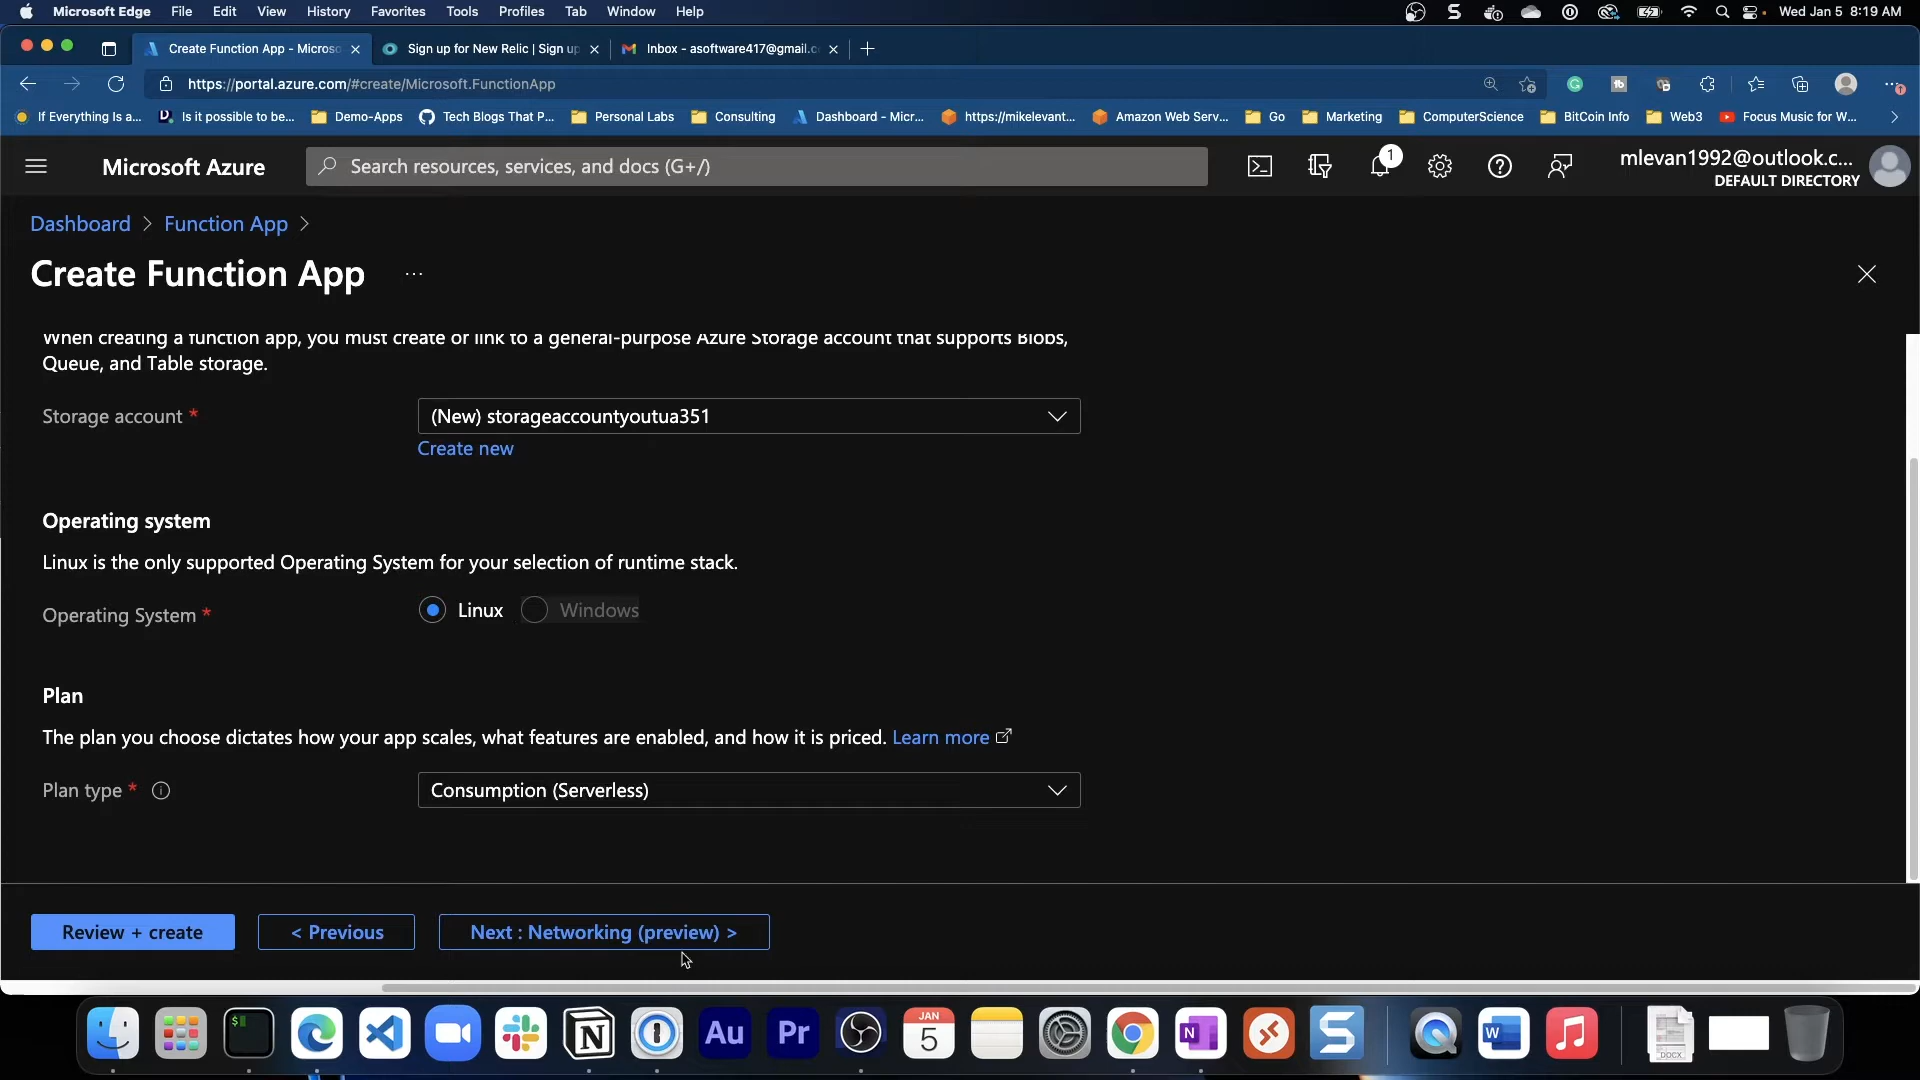 Microsoft Edge File Edit View History Favorites Tools Profiles Tab Window Help
Wed Jan 5 8:19 AM
Create Function App - Micros
Sign up for New Relic | Sign up
Inbox - asoftware417@gmail.c
https://portal.azure.com/#create/Microsoft.FunctionApp
If Everything Is a...
Is it possible to be...
Demo-Apps
Tech Blogs That P...
Personal Labs
Consulting
Dashboard - Micr...
https://mikelevant...
Amazon Web Serv...
Go
Marketing
ComputerScience
BitCoin Info
Web3
Focus Music for W...
Microsoft Azure
Search resources, services, and docs (G+/)
1
mlevan1992@outlook.c...
DEFAULT DIRECTORY
Dashboard > Function App >
Create Function App ...
When creating a function app, you must create or link to a general-purpose Azure Storage account that supports Blobs,
Queue, and Table storage.
Storage account *
(New) storageaccountyoutua351
Create new
Operating system
Linux is the only supported Operating System for your selection of runtime stack.
Operating System *
Linux
Windows
Plan
The plan you choose dictates how your app scales, what features are enabled, and how it is priced. Learn more
Plan type *
Consumption (Serverless)
Review + create
< Previous
Next : Networking (preview) >
$
N
Au
Pr
JAN
5
N
S
W
DOCX